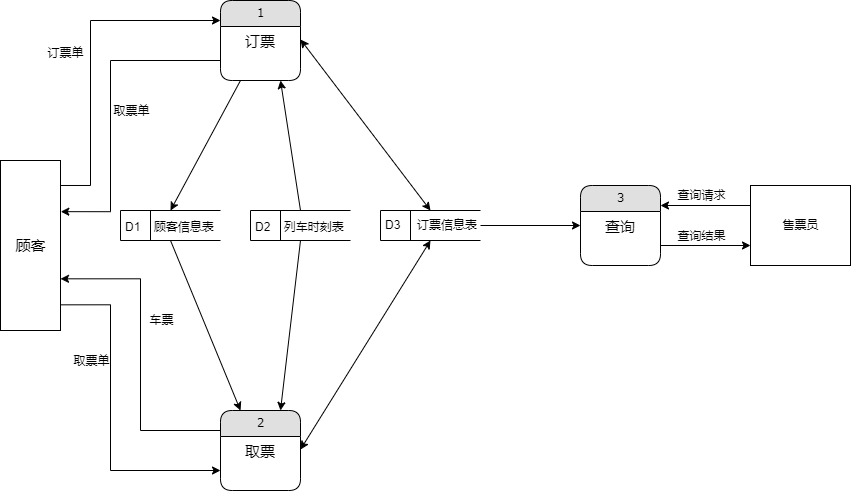 1
订票
订票单
取票单
顾客
D1
顾客信息表
D2
列车时刻表
D3
订票信息表
3
查询
查询请求
查询结果
售票员
车票
取票单
2
取票